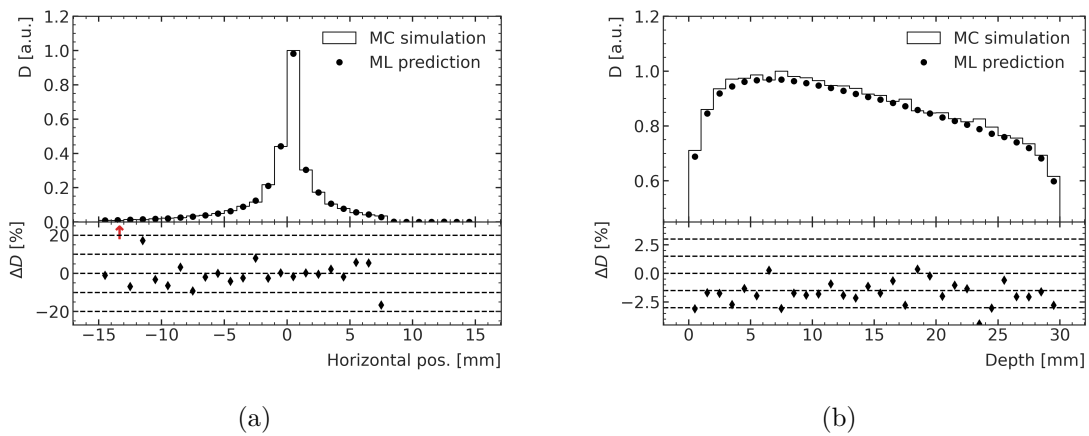 D [a.u.]
1.2
1.0
0.8
0.6
0.4
0.2
0.0
MC simulation
ML prediction
ΔD [%]
20
0
−20
−15 −10 −5 0 5 10 15
Horizontal pos. [mm]
(a)
D [a.u.]
1.2
1.0
0.8
0.6
MC simulation
ML prediction
ΔD [%]
2.5
0.0
−2.5
0 5 10 15 20 25 30
Depth [mm]
(b)